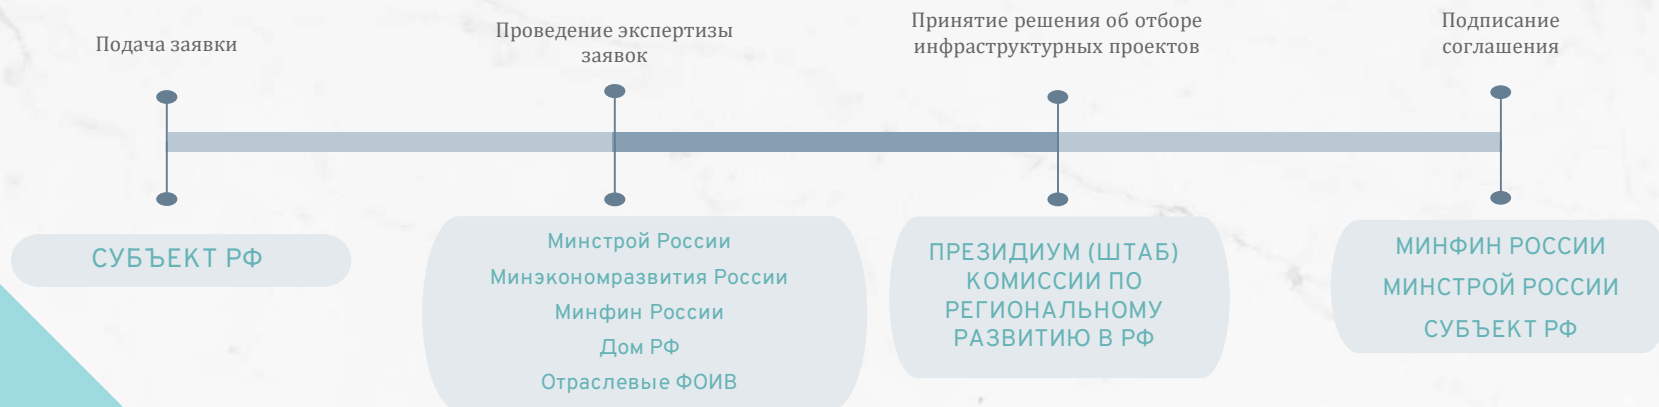 Подача заявки
Проведение экспертизы
заявок
Принятие решения об отборе
инфраструктурных проектов
Подписание
соглашения
СУБЪЕКТ РФ
Минстрой России
Минэкономразвития России
Минфин России
Дом РФ
Отраслевые ФОИВ
ПРЕЗИДИУМ (ШТАБ)
КОМИССИИ ПО
РЕГИОНАЛЬНОМУ
РАЗВИТИЮ В РФ
МИНФИН РОССИИ
МИНСТРОЙ РОССИИ
СУБЪЕКТ РФ